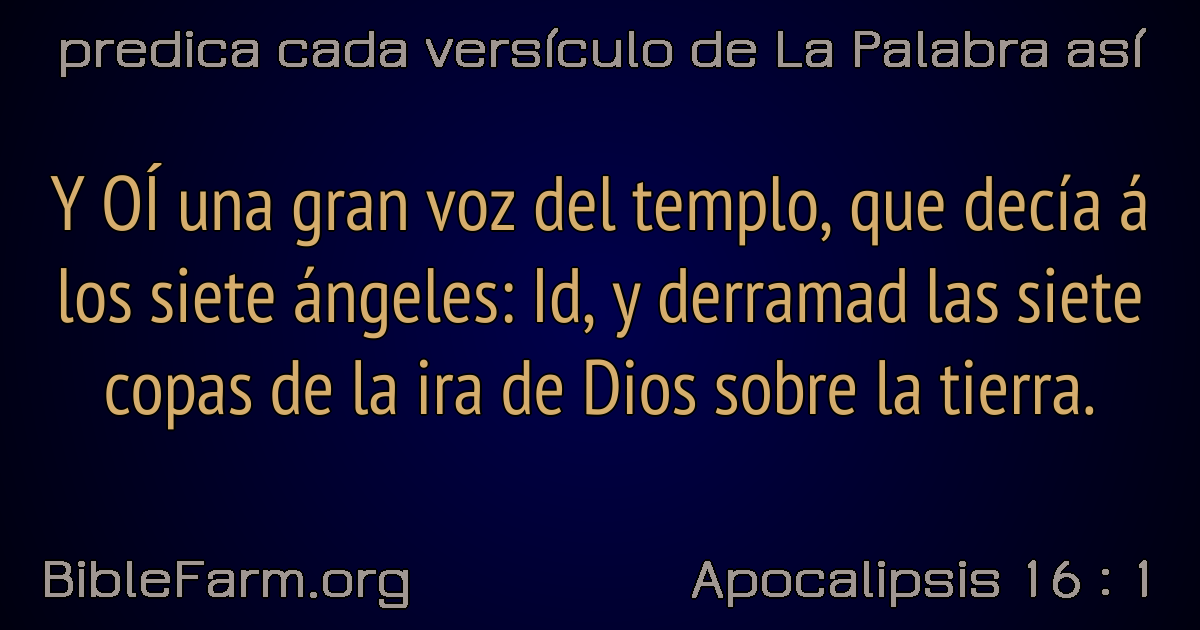 predica cada versículo de La Palabra así
Y OÍ una gran voz del templo, que decía á
los siete ángeles: Id, y derramad las siete
copas de la ira de Dios sobre la tierra.
BibleFarm.org
Apocalipsis 16 : 1